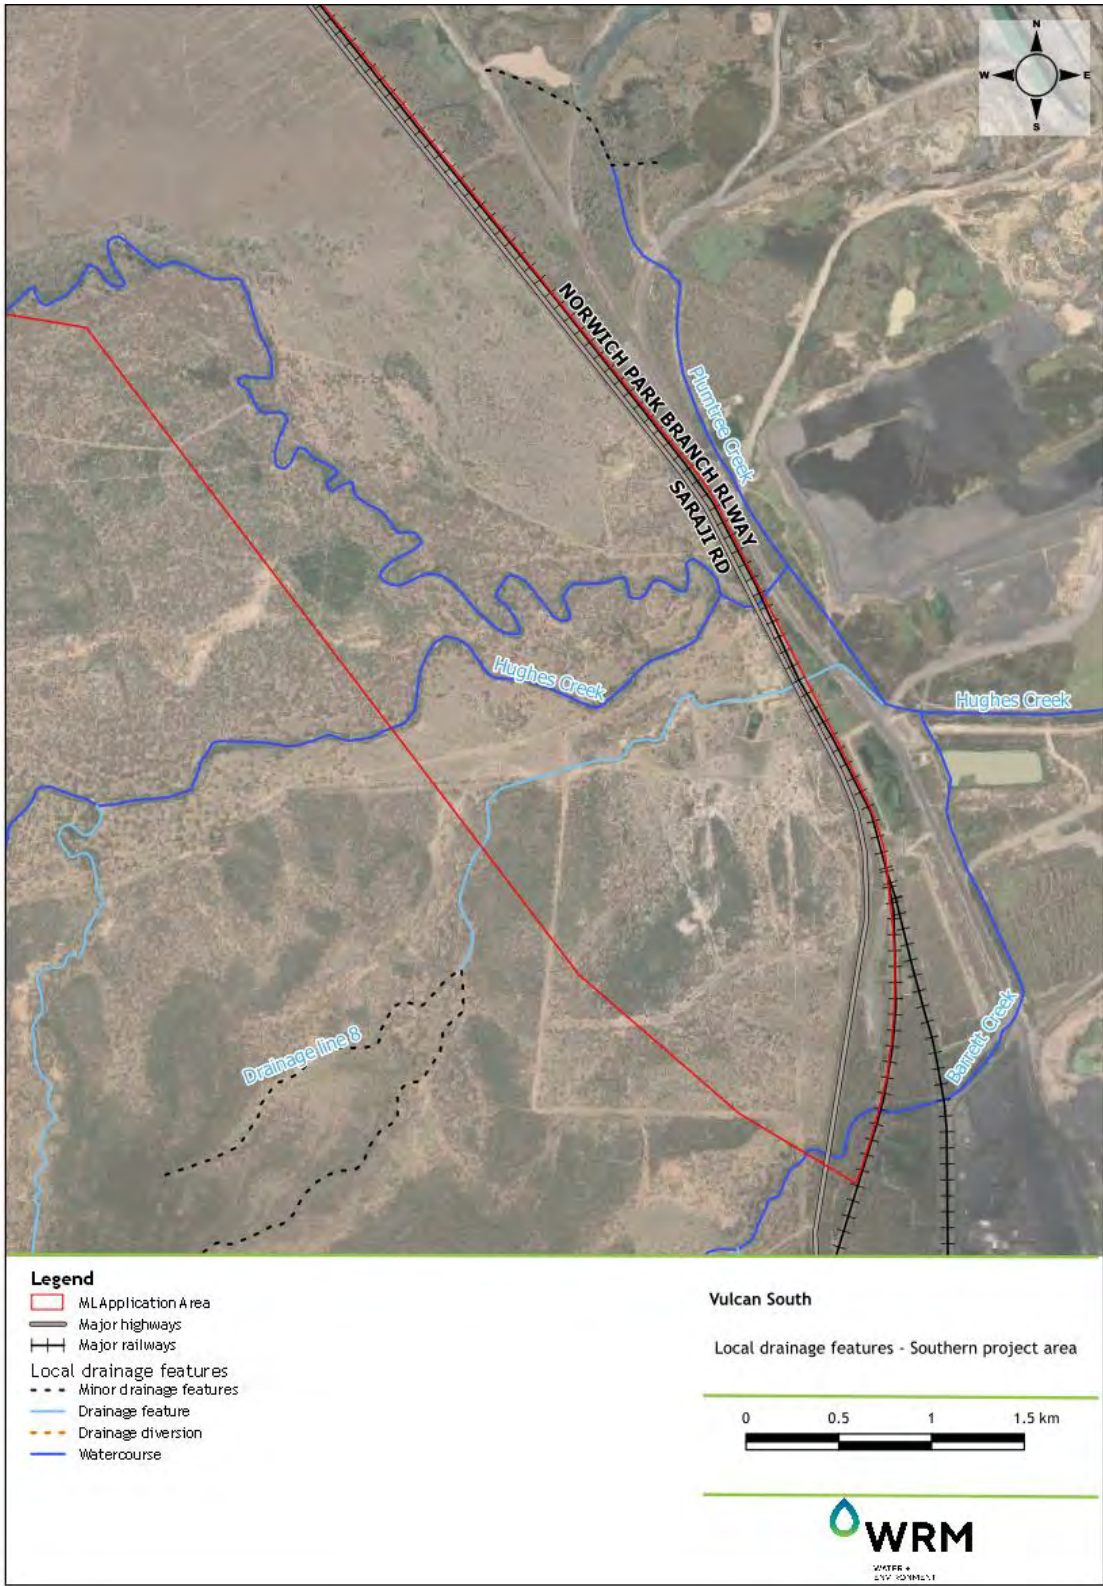 N
W E
S
NORWICH PARK BRANCH RLWAY
SARAJI RD
Plumtree Creek
Hughes Creek
Hughes Creek
Barrett Creek
Drainage line 8
Legend
ML Application Area
Major highways
Major railways
Local drainage features
Minor drainage features
Drainage feature
Drainage diversion
Watercourse
Vulcan South
Local drainage features - Southern project area
0 0.5 1 1.5 km
WRM
WATER +
ENVIRONMENT